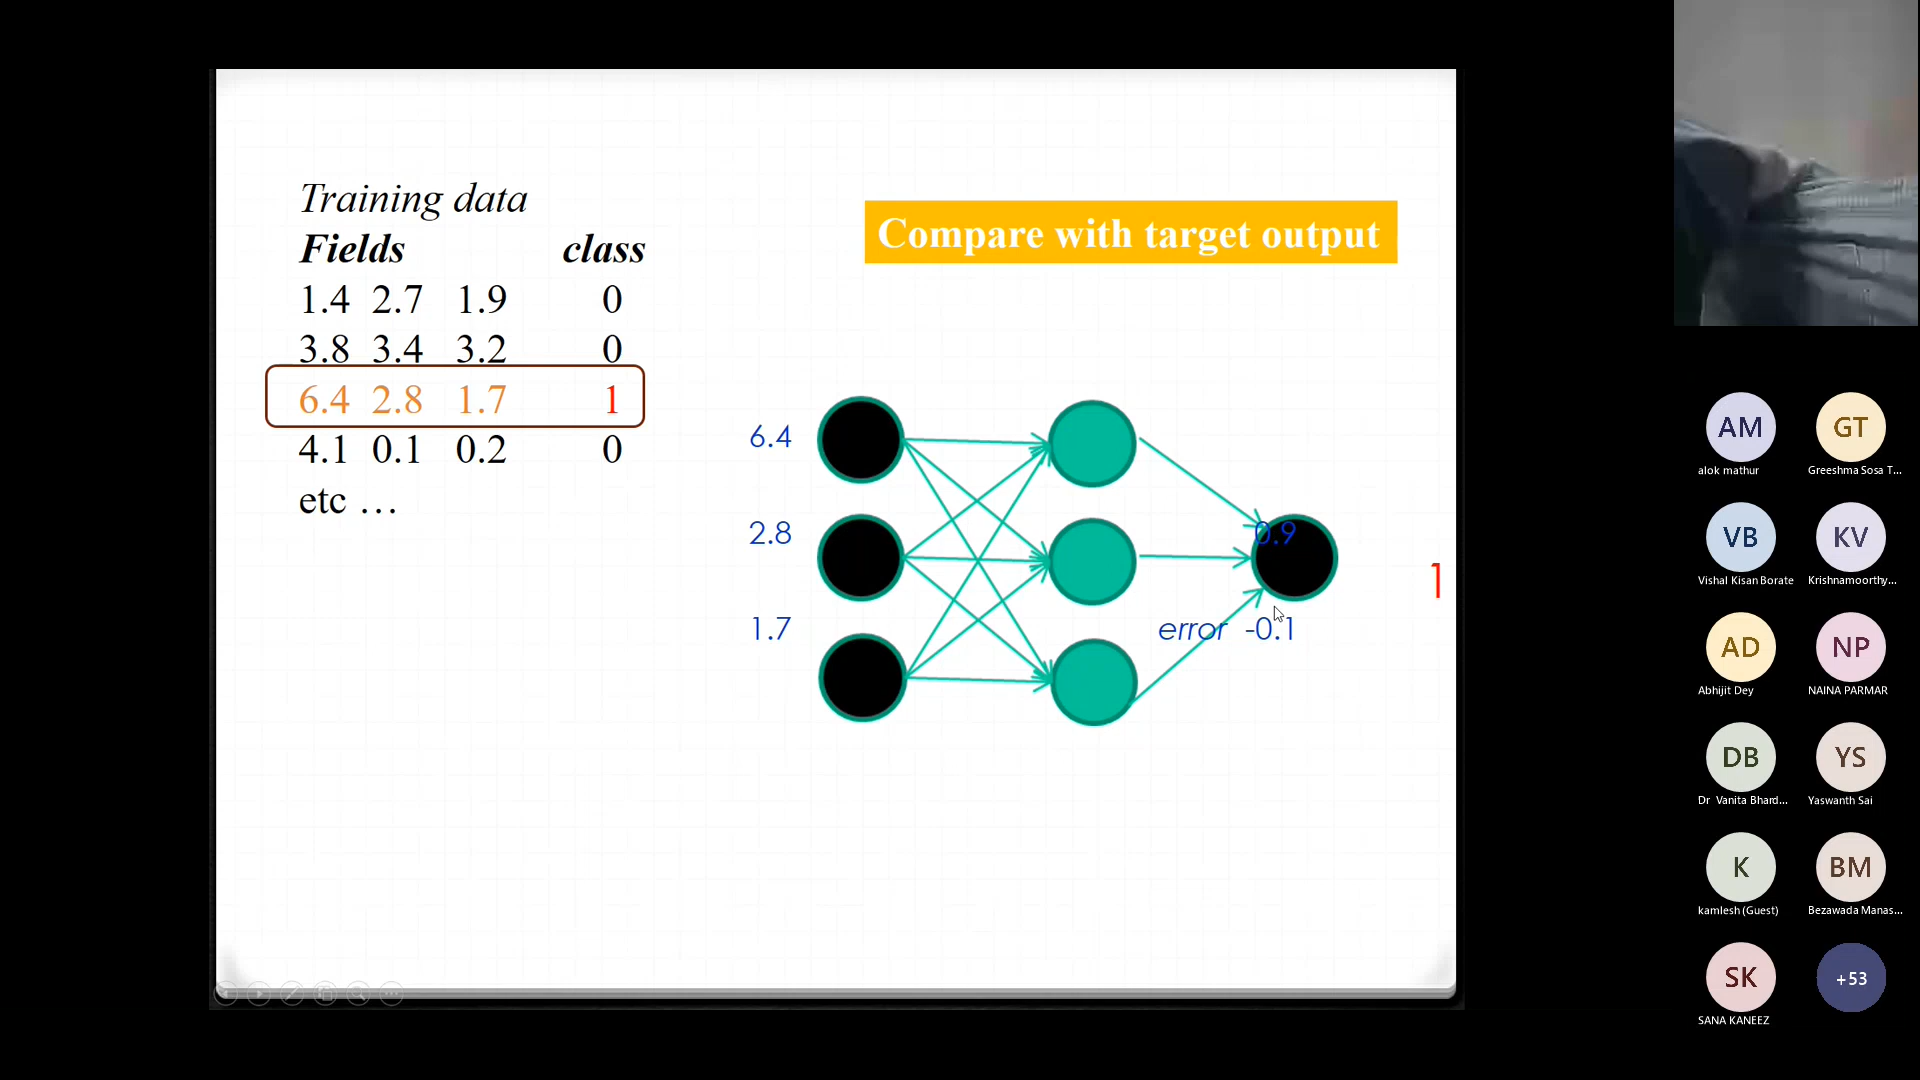 Training data
Fields class
1.4 2.7 1.9 0
3.8 3.4 3.2 0
6.4 2.8 1.7 1
4.1 0.1 0.2 0
etc …
Compare with target output
6.4
2.8
1.7
0.9
1
error -0.1
AM
alok mathur
GT
Greeshma Sosa T...
VB
Vishal Kisan Borate
KV
Krishnamoorthy...
AD
Abhijit Dey
NP
NAINA PARMAR
DB
Dr Vanita Bhard...
YS
Yaswanth Sai
K
kamlesh (Guest)
BM
Bezawada Manas...
SK
SANA KANEEZ
+53